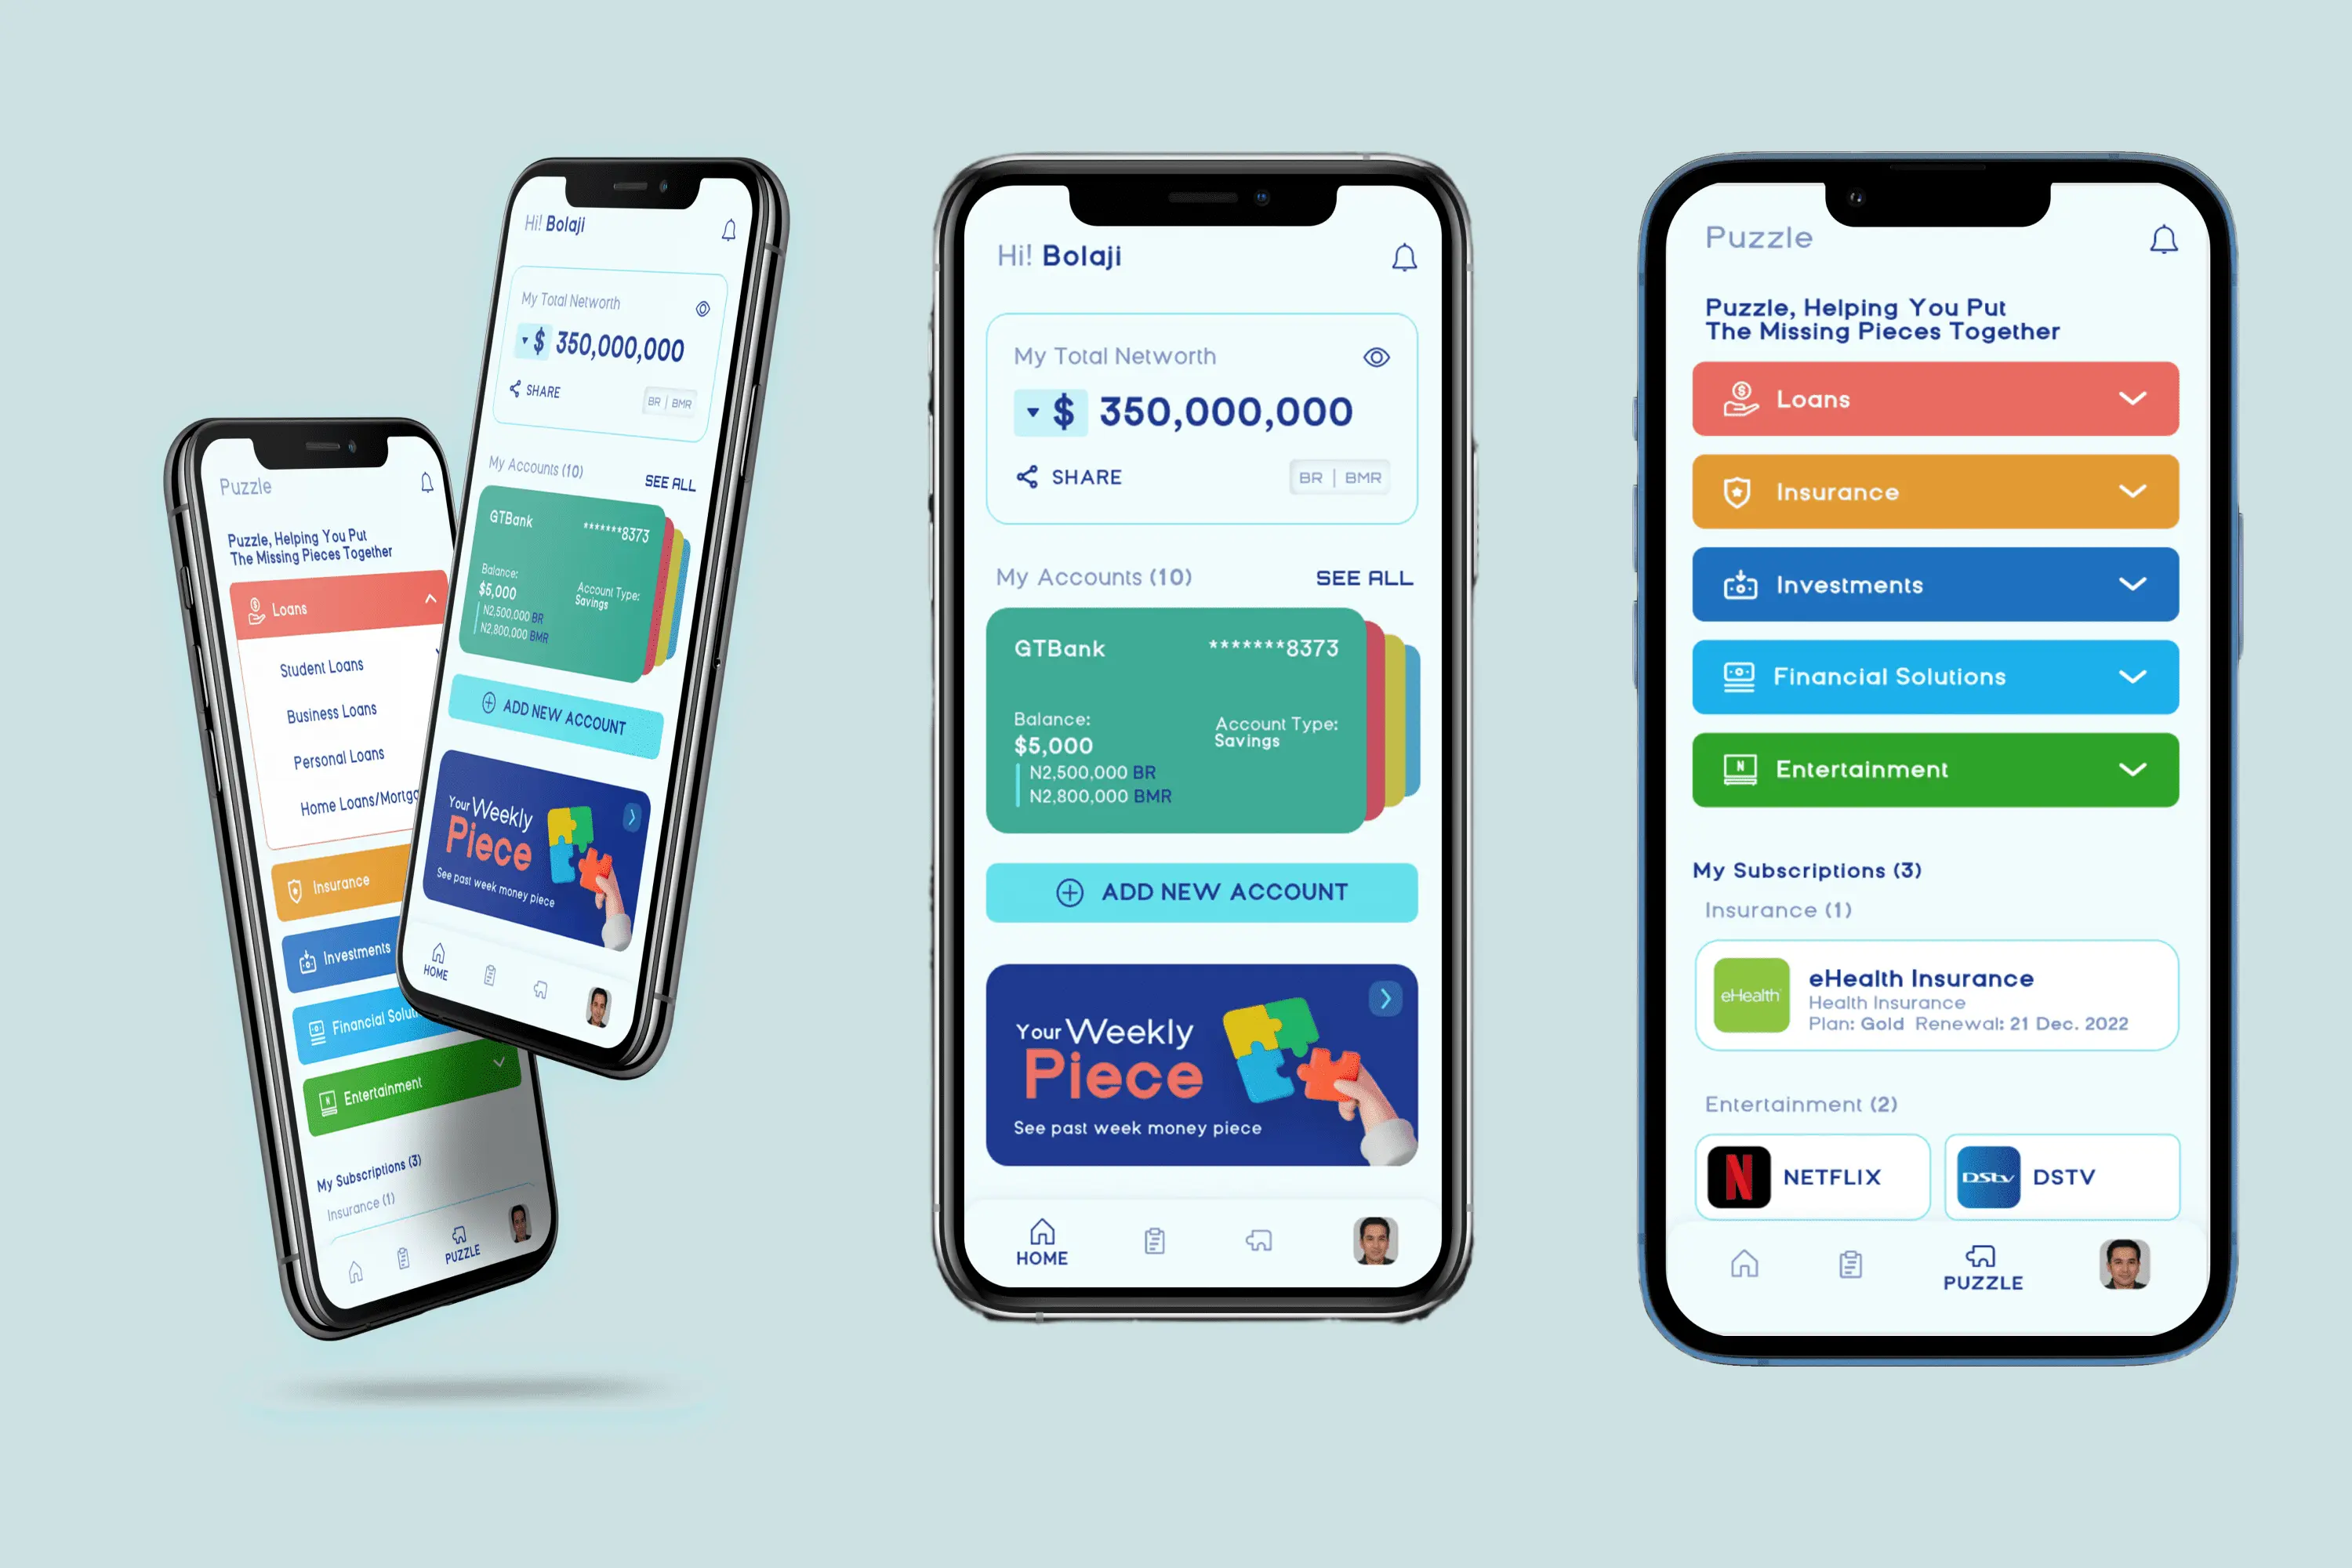 Puzzle
Puzzle, Helping You Put
The Missing Pieces Together
Loans
Student Loans
Business Loans
Personal Loans
Home Loans/Mortga
Insurance
Investments
Financial Solut
Entertainment
My Subscriptions (3)
Insurance (1)
PUZZLE
Hi! Bolaji
My Total Networth
$ 350,000,000
SHARE
BR | BMR
My Accounts (10)
SEE ALL
GTBank
*******8373
Balance:
$5,000
N2,500,000 BR
N2,800,000 BMR
Account Type:
Savings
ADD NEW ACCOUNT
Your Weekly
Piece
See past week money piece
HOME
Hi! Bolaji
My Total Networth
$ 350,000,000
SHARE
BR | BMR
My Accounts (10)
SEE ALL
GTBank
*******8373
Balance:
$5,000
N2,500,000 BR
N2,800,000 BMR
Account Type:
Savings
ADD NEW ACCOUNT
Your Weekly
Piece
See past week money piece
HOME
Puzzle
Puzzle, Helping You Put
The Missing Pieces Together
Loans
Insurance
Investments
Financial Solutions
N
Entertainment
My Subscriptions (3)
Insurance (1)
eHealth
eHealth Insurance
Health Insurance
Plan: Gold Renewal: 21 Dec. 2022
Entertainment (2)
N
NETFLIX
DStv
DSTV
PUZZLE